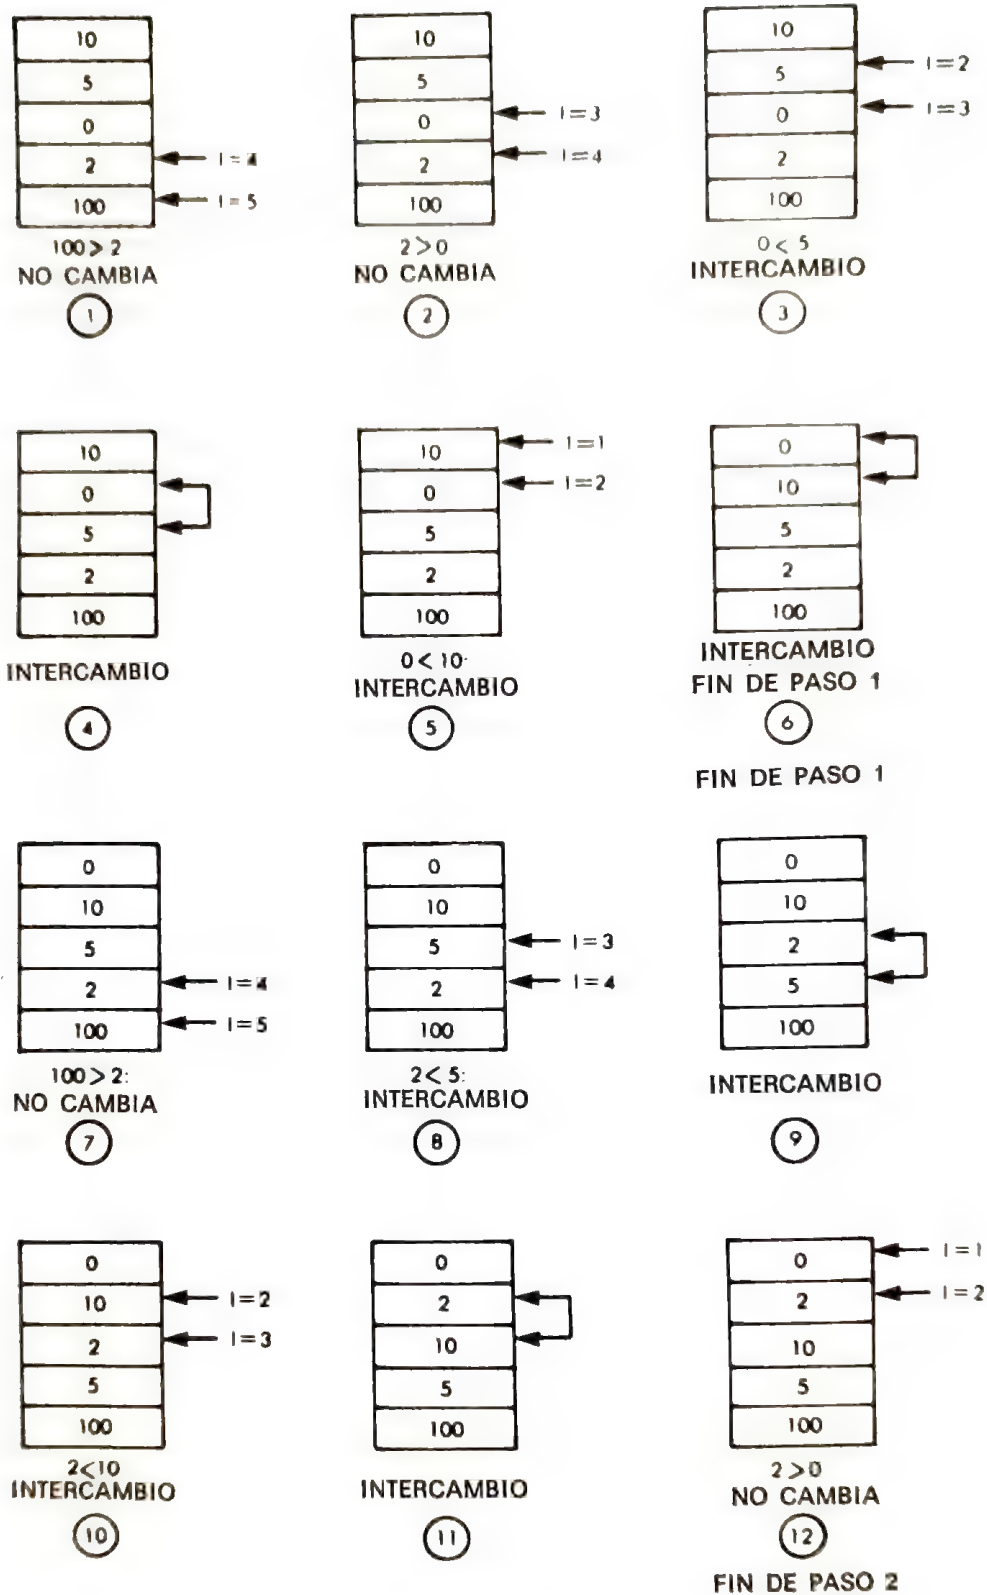 10
5
0
2
100
I=4
I=5
100>2
NO CAMBIA
1
10
5
0
2
100
I=3
I=4
2>0
NO CAMBIA
2
10
5
0
2
100
I=2
I=3
0<5
INTERCAMBIO
3
10
0
5
2
100
INTERCAMBIO
4
10
0
5
2
100
I=1
I=2
0<10:
INTERCAMBIO
5
0
10
5
2
100
INTERCAMBIO
FIN DE PASO 1
6
FIN DE PASO 1
0
10
5
2
100
I=4
I=5
100>2:
NO CAMBIA
7
0
10
5
2
100
I=3
I=4
2<5:
INTERCAMBIO
8
0
10
2
5
100
INTERCAMBIO
9
0
10
2
5
100
I=2
I=3
2<10
INTERCAMBIO
10
0
2
10
5
100
INTERCAMBIO
11
0
2
10
5
100
I=1
I=2
2>0
NO CAMBIA
12
FIN DE PASO 2